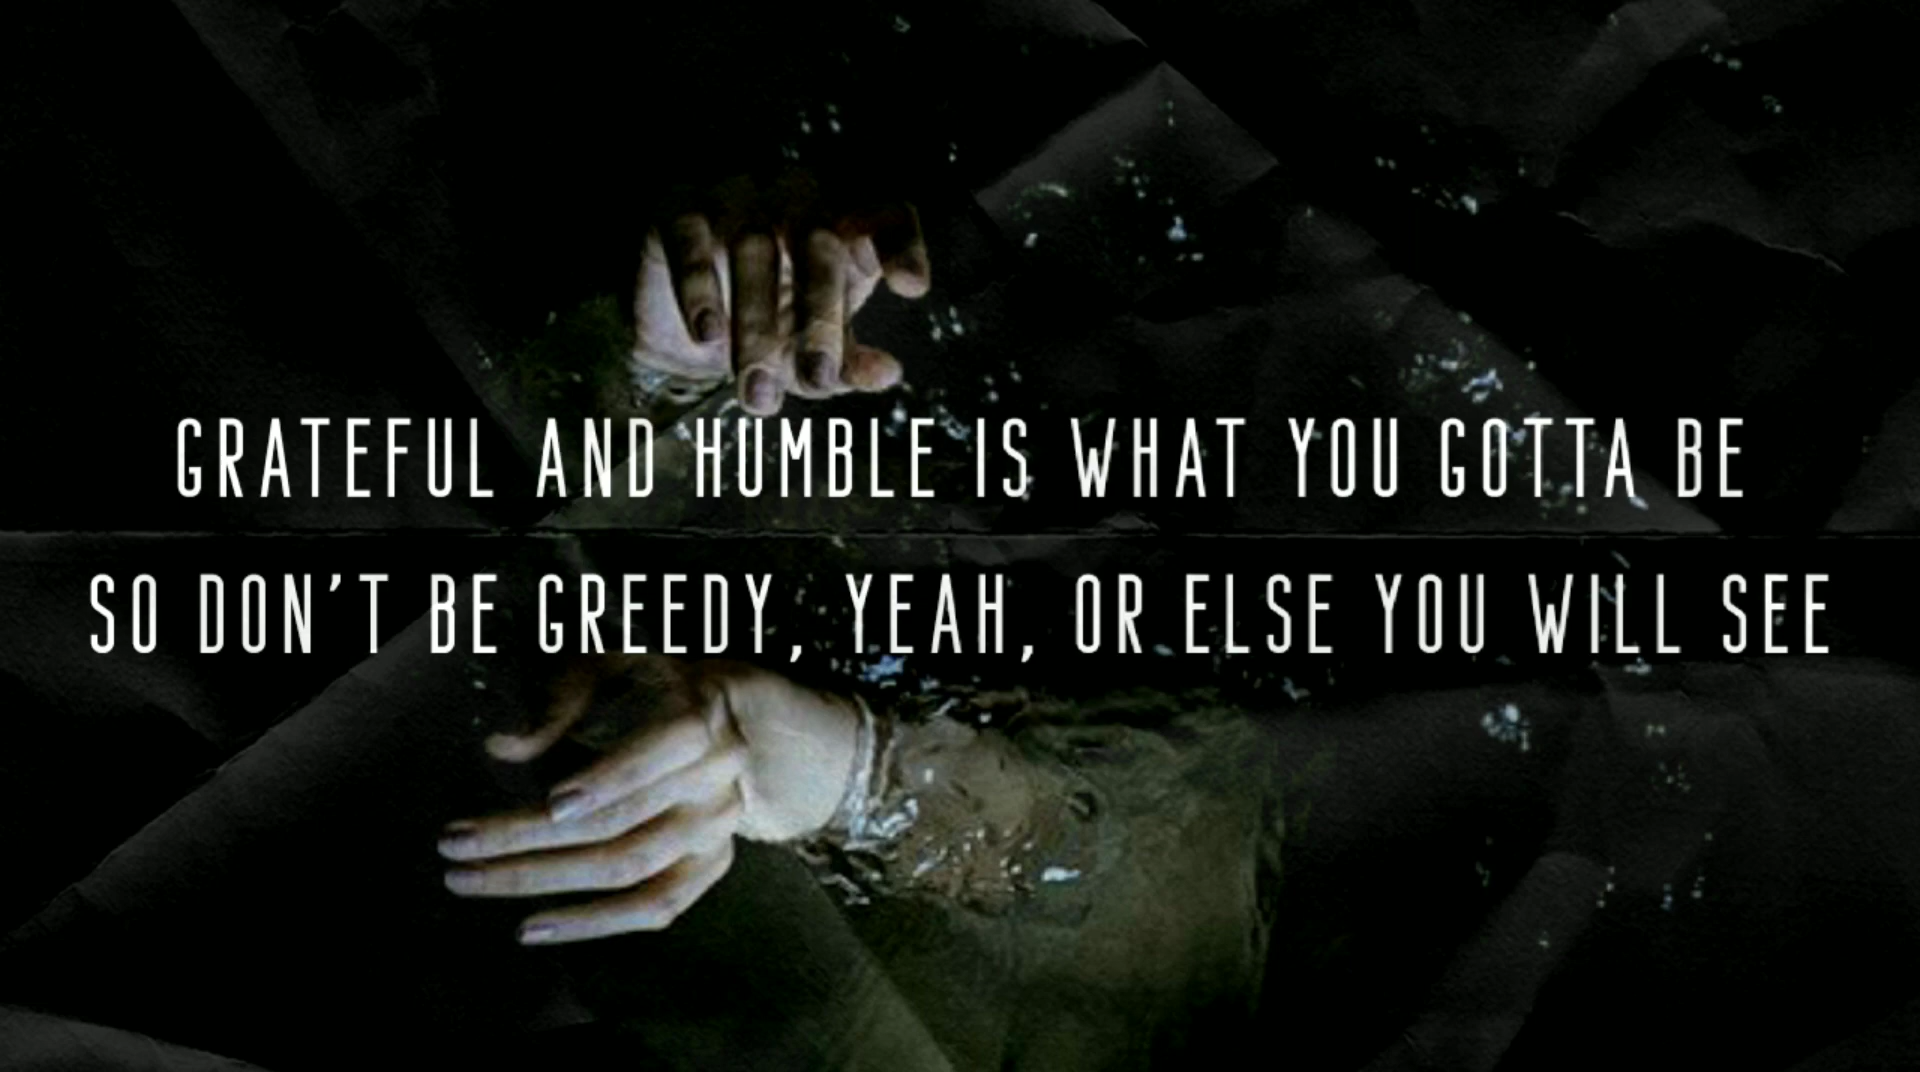 GRATEFUL AND HUMBLE IS WHAT YOU GOTTA BE
SO DON'T BE GREEDY, YEAH, OR ELSE YOU WILL SEE